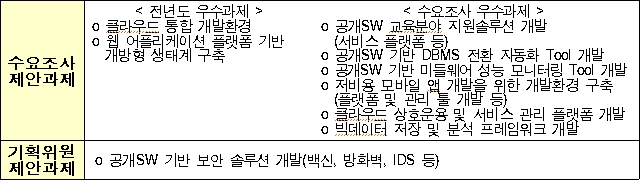 수요조사
제안과제
< 전년도 우수과제 >
o 클라우드 통합 개발환경
o 웹 어플리케이션 플랫폼 기반
개방형 생태계 구축
< 수요조사 우수과제 >
o 공개SW 교육분야 지원솔루션 개발
(서비스 플랫폼 등)
o 공개SW 기반 DBMS 전환 자동화 Tool 개발
o 공개SW 기반 미들웨어 성능 모니터링 Tool 개발
o 저비용 모바일 앱 개발을 위한 개발환경 구축
(플랫폼 및 관리 툴 개발 등)
o 클라우드 상호운용 및 서비스 관리 플랫폼 개발
o 빅데이터 저장 및 분석 프레임워크 개발
기획위원
제안과제
o 공개SW 기반 보안 솔루션 개발(백신, 방화벽, IDS 등)